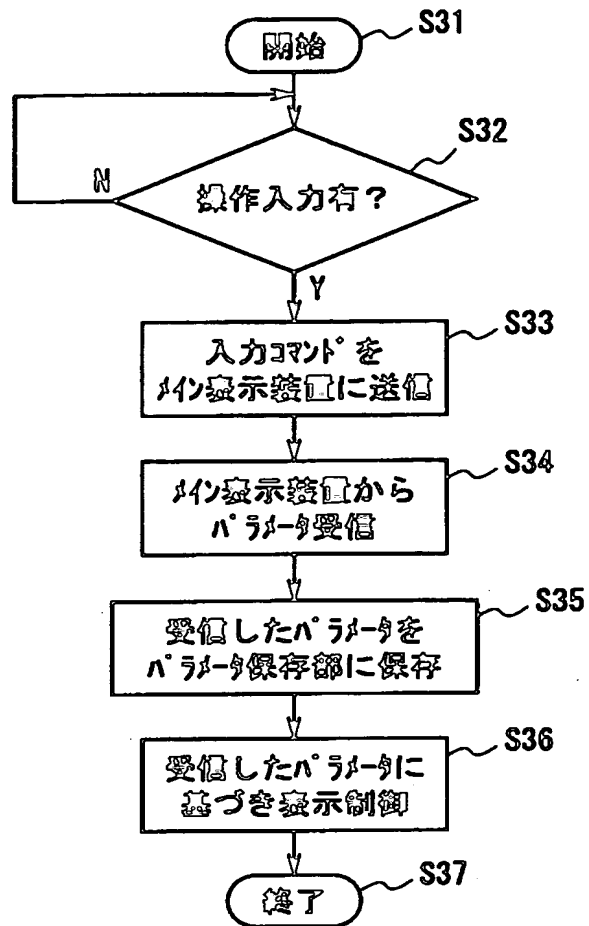 S31
開始
S32
N
操作入力有？
Y
S33
入力コマンドを
メイン表示装置に送信
S34
メイン表示装置から
パラメータ受信
S35
受信したパラメータを
パラメータ保存部に保存
S36
受信したパラメータに
基づき表示制御
S37
終了